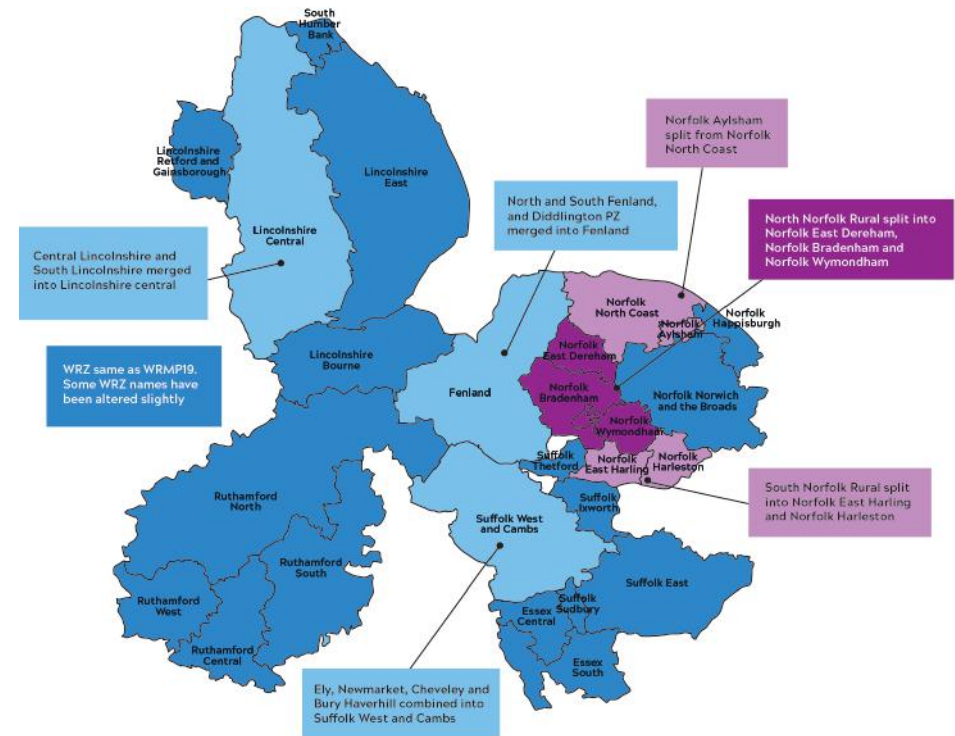 South
Humber
Bank
Lincolnshire
Retford and
Gainsborough
Lincolnshire
East
Lincolnshire
Central
Norfolk Aylsham
split from Norfolk
North Coast
North and South Fenland,
and Diddlington PZ
merged into Fenland
North Norfolk Rural split into
Norfolk East Dereham,
Norfolk Bradenham and
Norfolk Wymondham
Central Lincolnshire and
South Lincolnshire merged
into Lincolnshire central
Norfolk
North Coast
Norfolk
Happisburgh
Norfolk
Aylsham
WRZ same as WRMP19.
Some WRZ names have
been altered slightly
Lincolnshire
Bourne
Norfolk
East Dereham
Fenland
Norfolk
Bradenham
Norfolk Norwich
and the Broads
Norfolk
Wymondham
Suffolk
Thetford
Norfolk
East Harling
Norfolk
Harleston
South Norfolk Rural split
into Norfolk East Harling
and Norfolk Harleston
Ruthamford
North
Suffolk
Ixworth
Suffolk West
and Cambs
Ruthamford
South
Suffolk East
Ruthamford
West
Suffolk
Sudbury
Essex
Central
Ruthamford
Central
Essex
South
Ely, Newmarket, Cheveley and
Bury Haverhill combined into
Suffolk West and Cambs